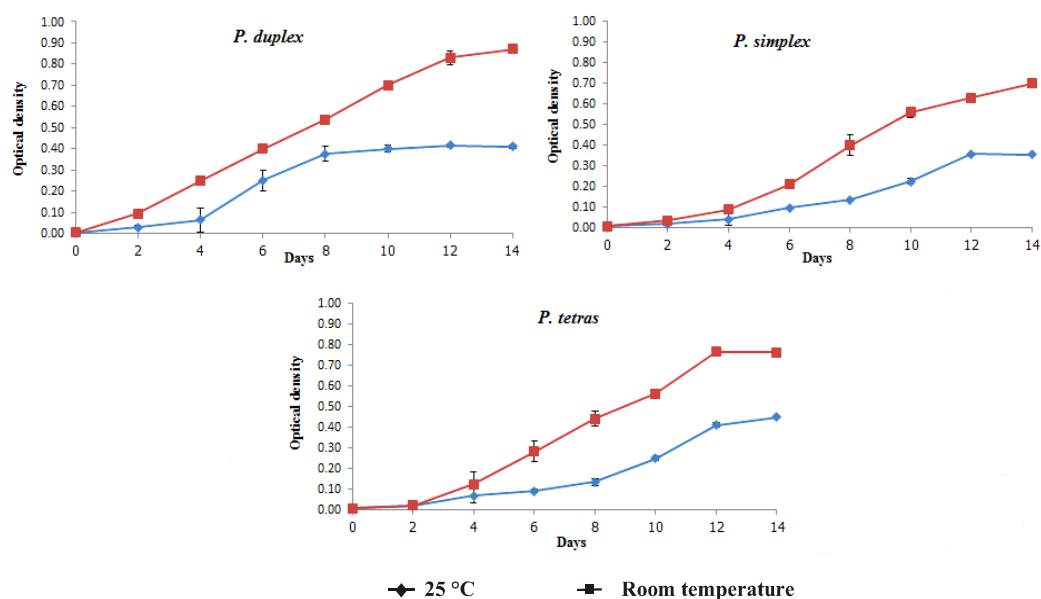 P. duplex
Optical density
1.00
0.90
0.80
0.70
0.60
0.50
0.40
0.30
0.20
0.10
0.00
0 2 4 6 8 10 12 14
Days
P. simplex
Optical density
1.00
0.90
0.80
0.70
0.60
0.50
0.40
0.30
0.20
0.10
0.00
0 2 4 6 8 10 12 14
Days
P. tetras
Optical density
1.00
0.90
0.80
0.70
0.60
0.50
0.40
0.30
0.20
0.10
0.00
0 2 4 6 8 10 12 14
Days
25 °C Room temperature